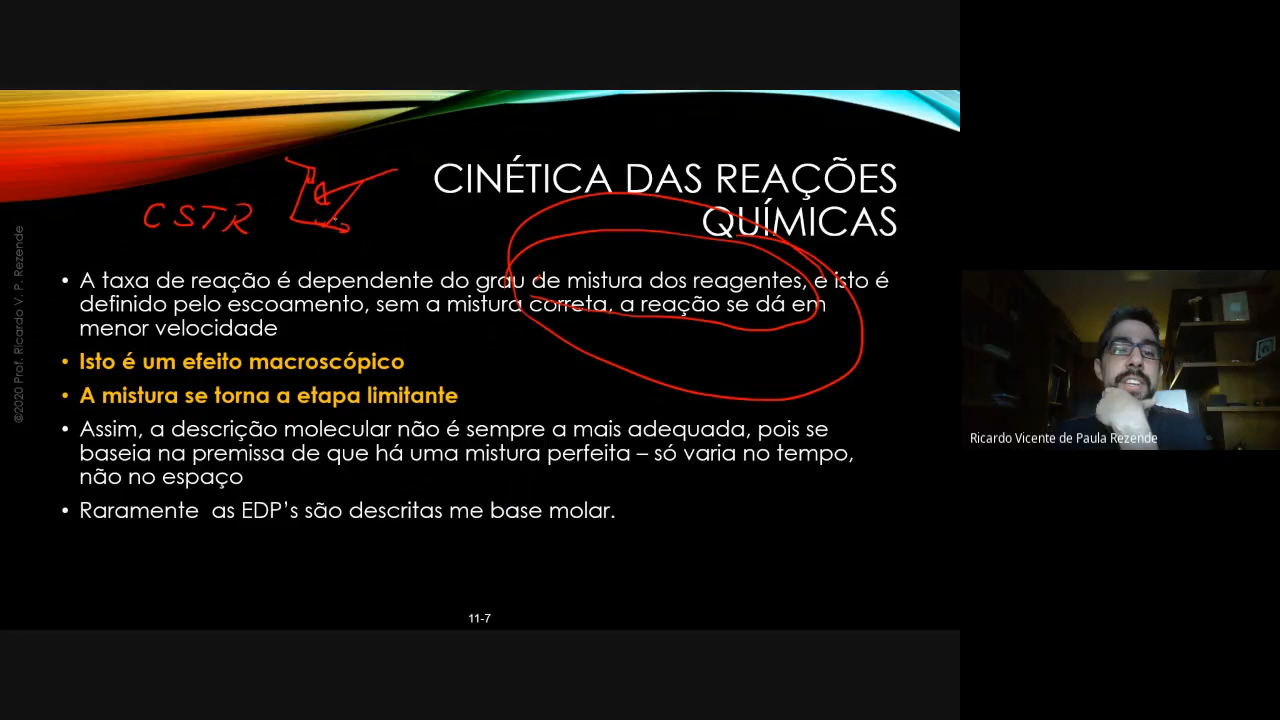 CINÉTICA DAS REAÇÕES
QUÍMICAS
CSTR
• A taxa de reação é dependente do grau de mistura dos reagentes, e isto é
definido pelo escoamento, sem a mistura correta, a reação se dá em
menor velocidade
• Isto é um efeito macroscópico
• A mistura se torna a etapa limitante
• Assim, a descrição molecular não é sempre a mais adequada, pois se
baseia na premissa de que há uma mistura perfeita – só varia no tempo,
não no espaço
• Raramente as EDP’s são descritas me base molar.
11-7
©2020 Prof. Ricardo V. P. Rezende
Ricardo Vicente de Paula Rezende